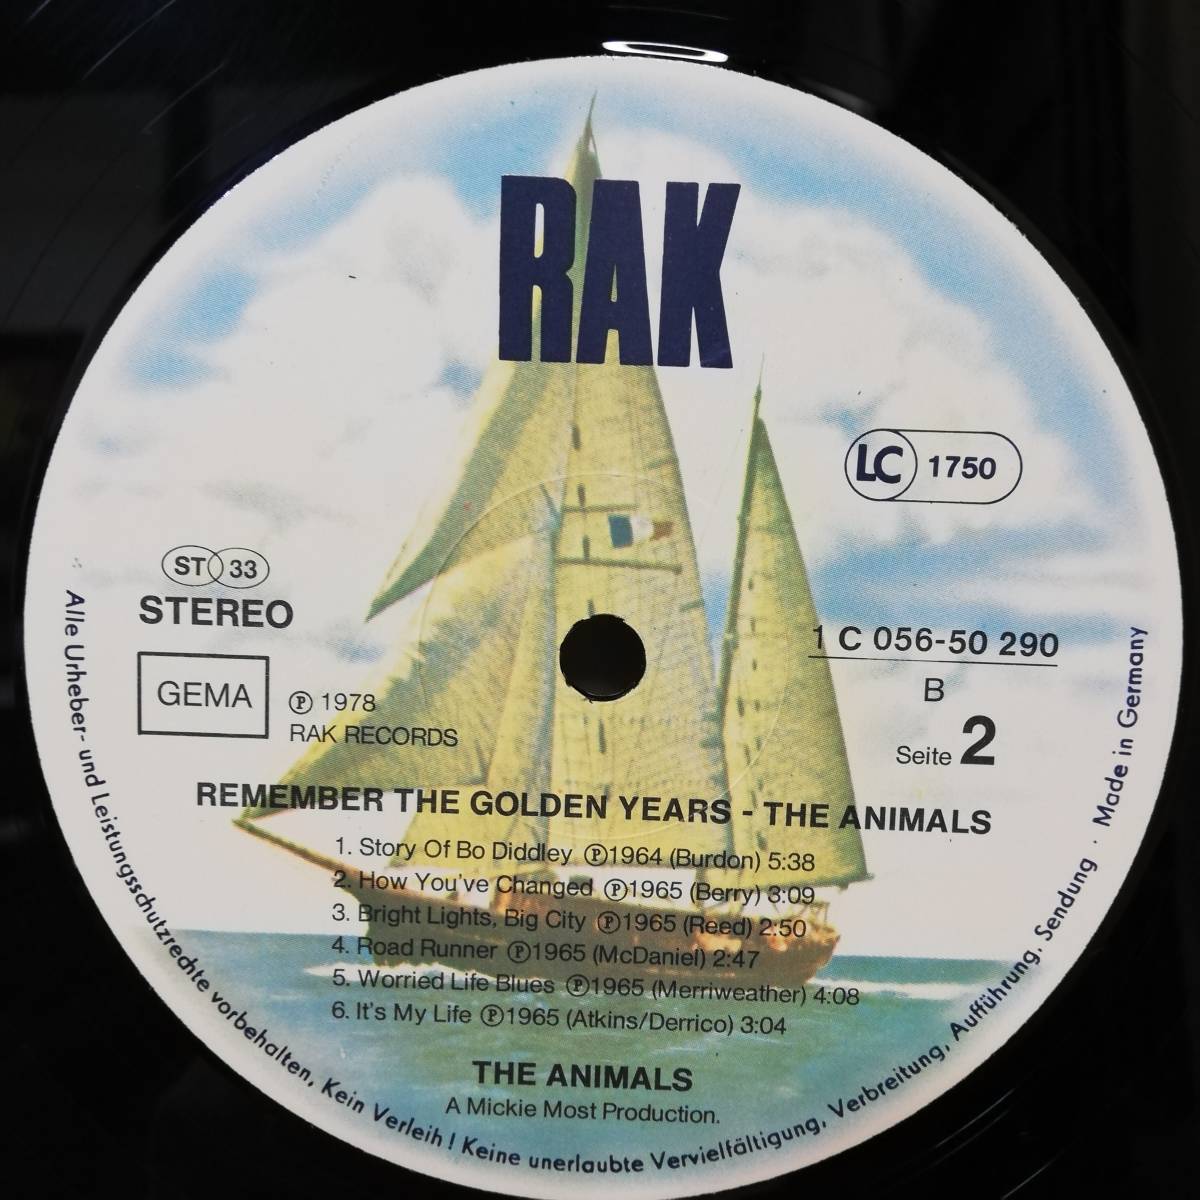 RAK
LC 1750
ST 33
STEREO
GEMA
℗ 1978
RAK RECORDS
1 C 056-50 290
B
Seite 2
REMEMBER THE GOLDEN YEARS - THE ANIMALS
1. Story Of Bo Diddley ℗1964 (Burdon) 5:38
2. How You've Changed ℗1965 (Berry) 3:09
3. Bright Lights, Big City ℗1965 (Reed) 2:50
4. Road Runner ℗1965 (McDaniel) 2:47
5. Worried Life Blues ℗1965 (Merriweather) 4:08
6. It's My Life ℗1965 (Atkins/Derrico) 3:04
THE ANIMALS
A Mickie Most Production.
Alle Urheber- und Leistungsschutzrechte vorbehalten, Kein Verleih! Keine unerlaubte Vervielfältigung, Verbreitung, Aufführung, Sendung · Made in Germany